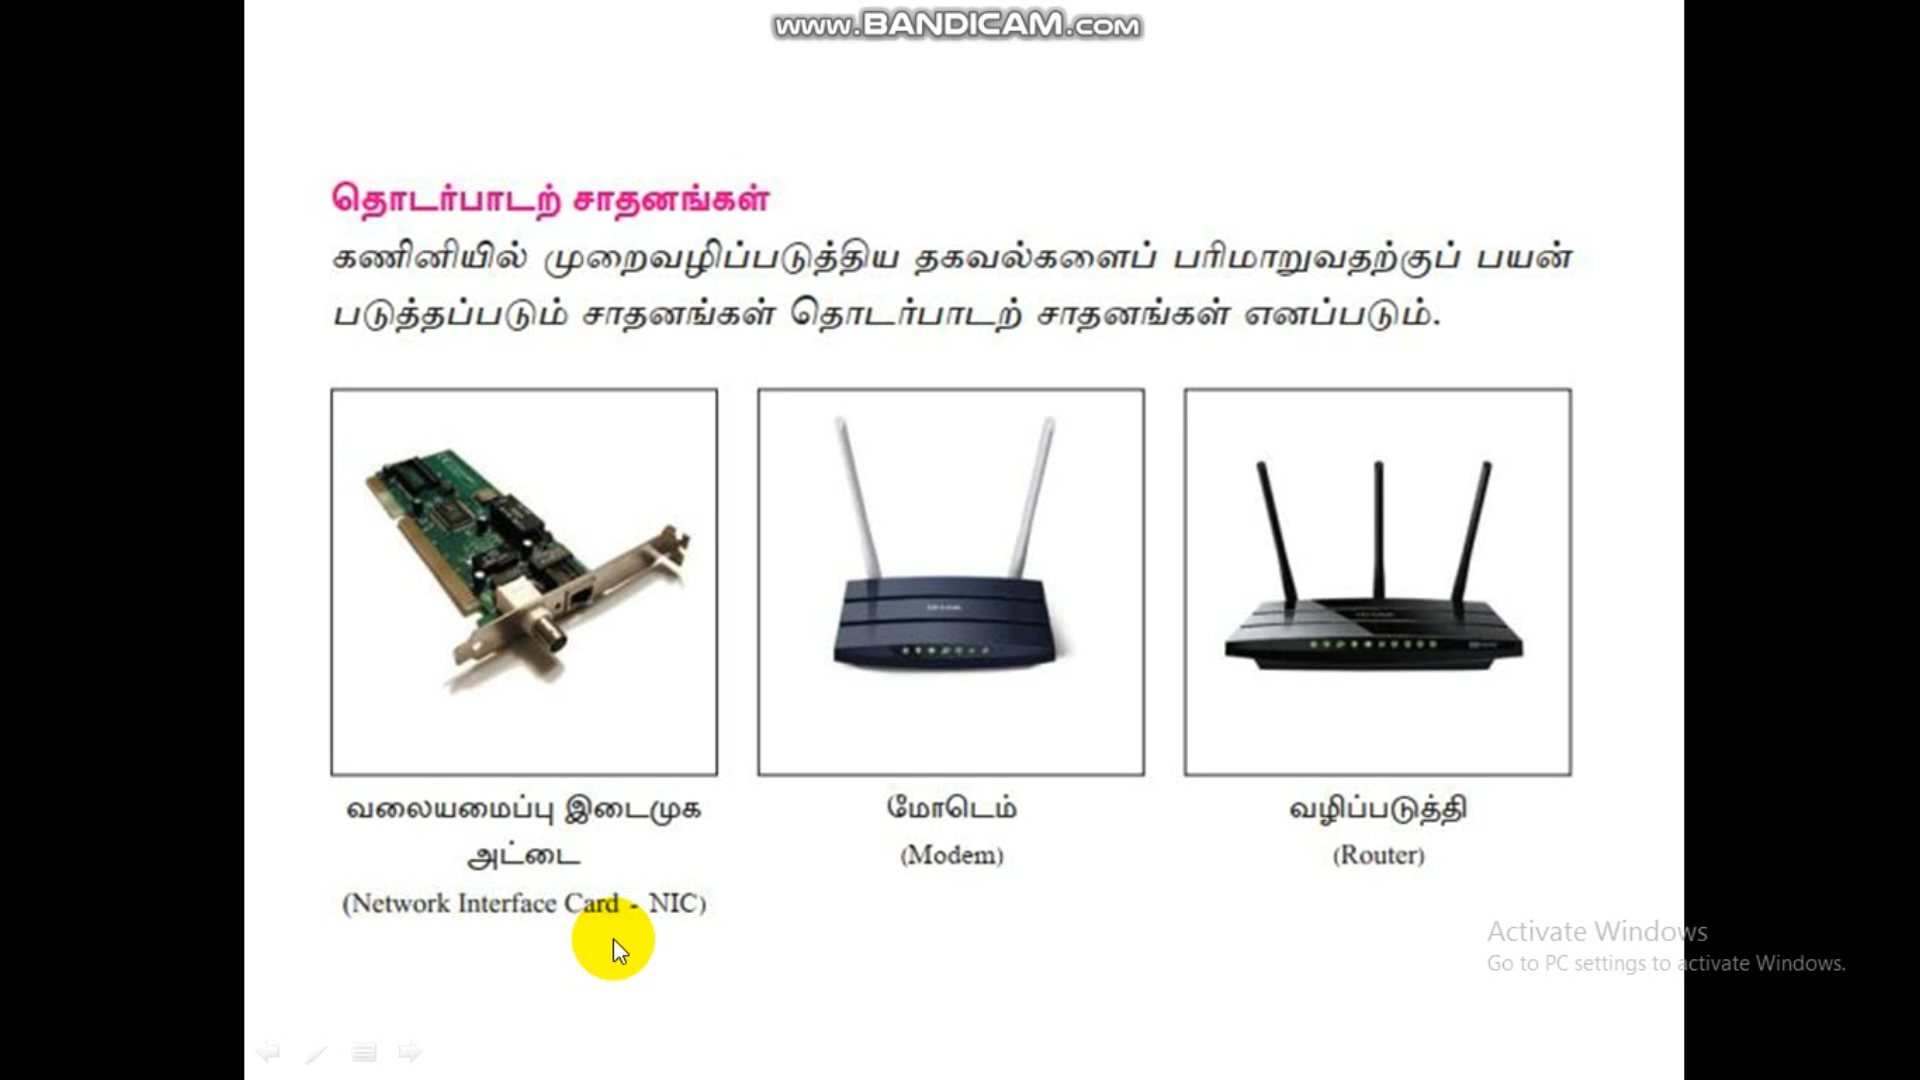 www.BANDICAM.com
தொடர்பாடற் சாதனங்கள்
கணினியில் முறைவழிப்படுத்திய தகவல்களைப் பரிமாறுவதற்குப் பயன்
படுத்தப்படும் சாதனங்கள் தொடர்பாடற் சாதனங்கள் எனப்படும்.
வலையமைப்பு இடைமுக
அட்டை
(Network Interface Card - NIC)
மோடெம்
(Modem)
வழிப்படுத்தி
(Router)
Activate Windows
Go to PC settings to activate Windows.